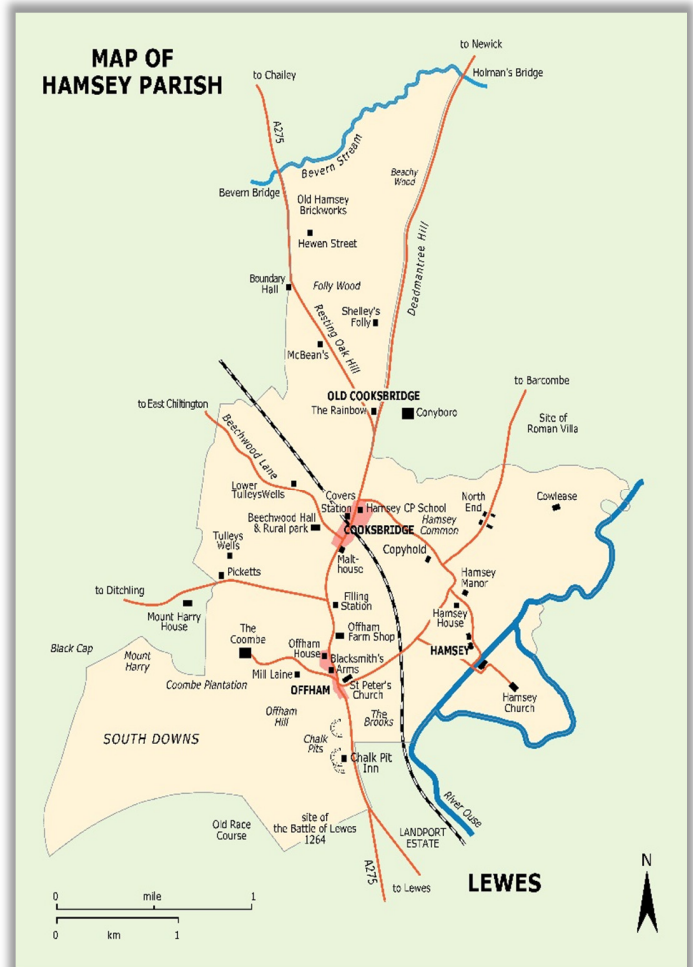 MAP OF
HAMSEY PARISH
to Newick
to Chailey
Holman's Bridge
A275
Bevern Stream
Beachy
Wood
Bevern Bridge
Old Hamsey
Brickworks
Hewen Street
Deadmantree Hill
Boundary
Hall
Folly Wood
Shelley's
Folly
Resting Oak Hill
McBean's
to Barcombe
OLD COOKSBRIDGE
The Rainbow
Conyboro
to East Chiltington
Site of
Roman Villa
Beechwood Lane
Lower
TulleysWells
Covers
Station
Hamsey CP School
North
End
Cowlease
Beechwood Hall
& Rural park
Hamsey
Common
COOKSBRIDGE
Tulleys
Wells
Malt-
house
Copyhold
Picketts
Hamsey
Manor
to Ditchling
Filling
Station
Hamsey
House
Mount Harry
House
The
Coombe
Offham
Farm Shop
Offham
House
HAMSEY
Black Cap
Mount
Harry
Blacksmith's
Arms
Coombe Plantation
Mill Laine
OFFHAM
St Peter's
Church
Hamsey
Church
Offham
Hill
The
Brooks
SOUTH DOWNS
Chalk
Pits
Chalk Pit
Inn
River Ouse
Old Race
Course
site of
the Battle of Lewes
1264
LANDPORT
ESTATE
A275
to Lewes
LEWES
N
0 mile 1
0 km 1